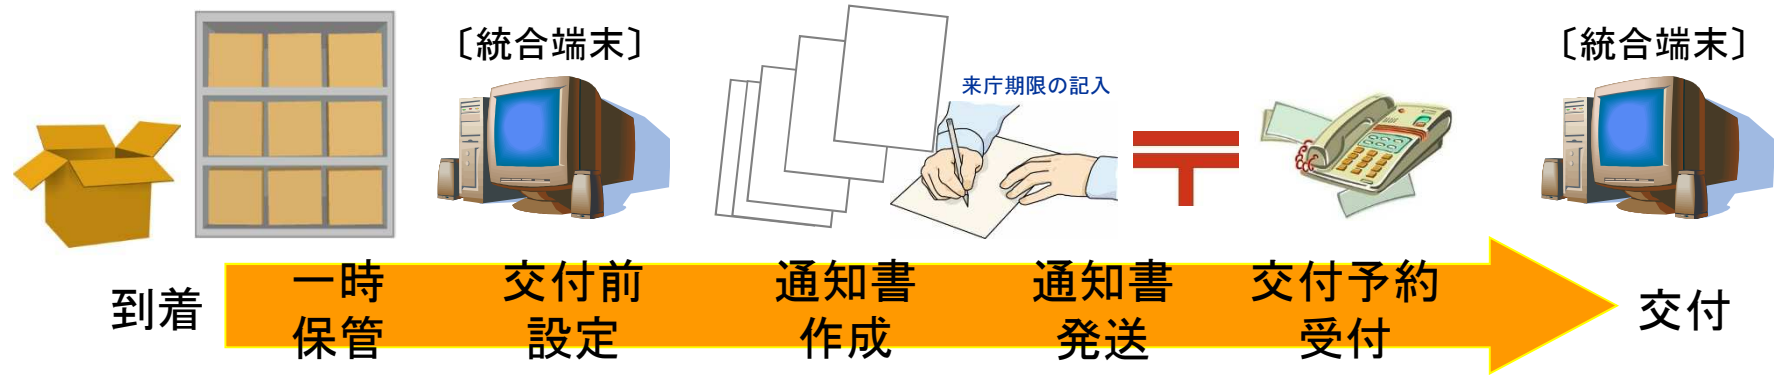 〔統合端末〕
来庁期限の記入
〔統合端末〕
到着
一時
保管
交付前
設定
通知書
作成
通知書
発送
交付予約
受付
交付